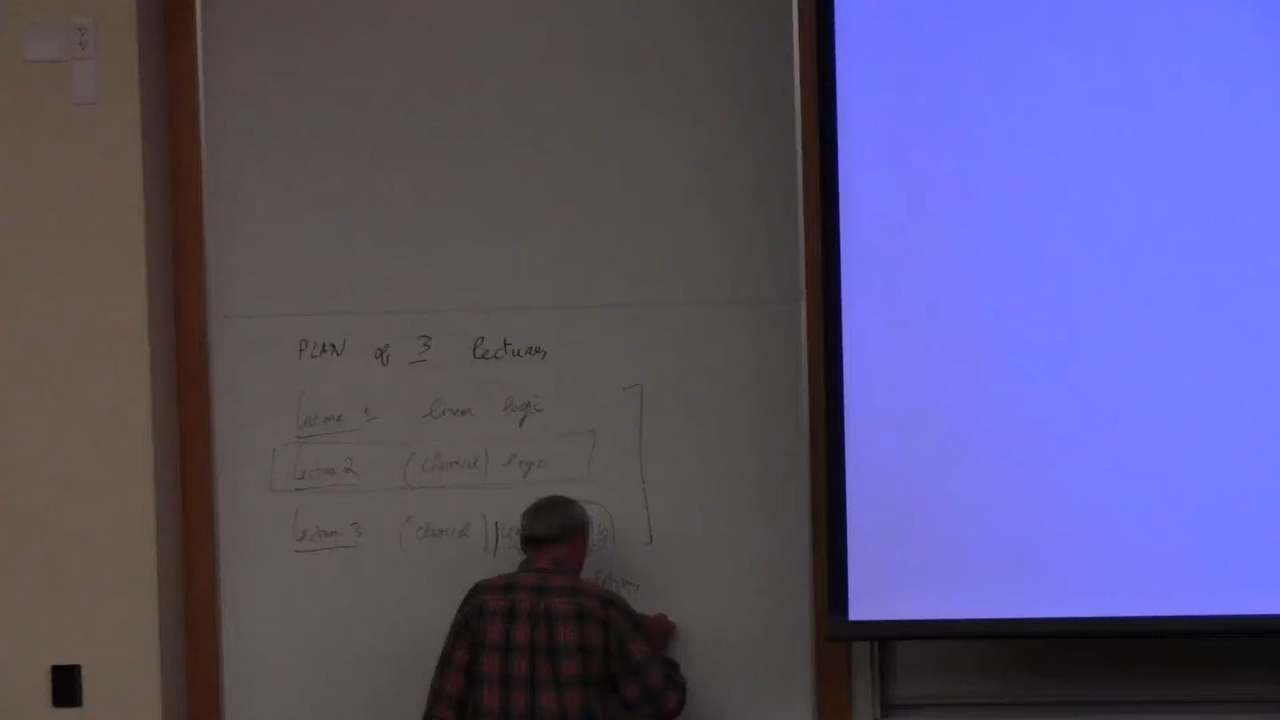 PLAN of 3 lectures
Lecture 1 linear logic
Lecture 2 (classical) logic
Lecture 3 (classical)